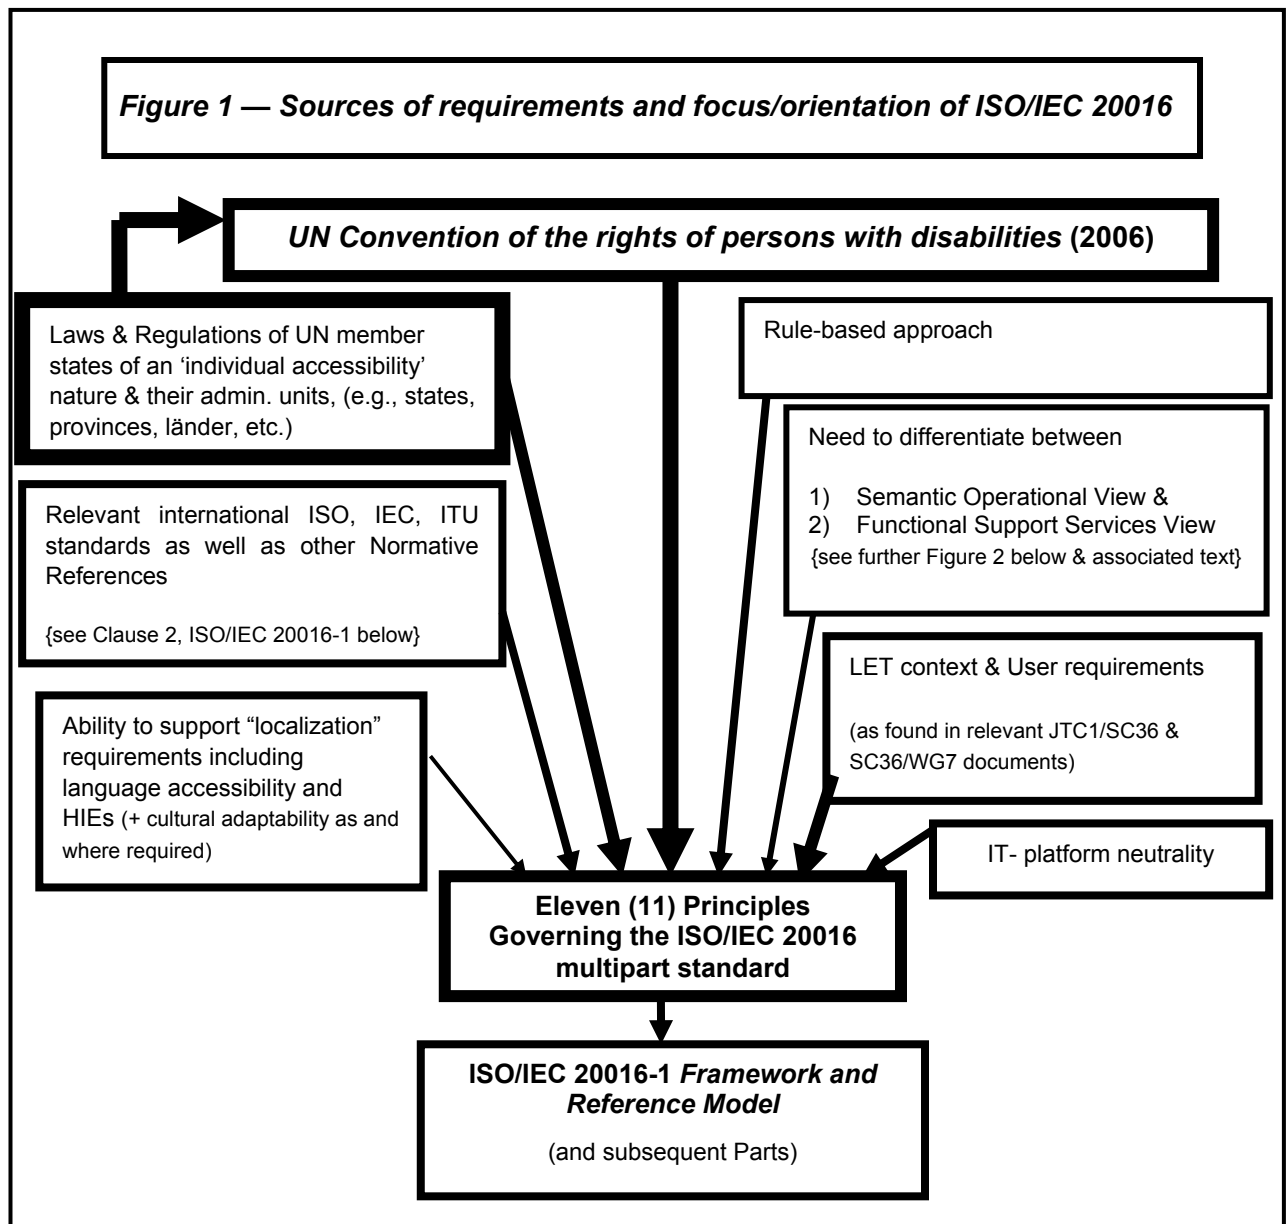 Figure 1 — Sources of requirements and focus/orientation of ISO/IEC 20016
UN Convention of the rights of persons with disabilities (2006)
Laws & Regulations of UN member
states of an ‘individual accessibility’
nature & their admin. units, (e.g., states,
provinces, länder, etc.)
Relevant international ISO, IEC, ITU
standards as well as other Normative
References
{see Clause 2, ISO/IEC 20016-1 below}
Ability to support “localization”
requirements including
language accessibility and
HIEs (+ cultural adaptability as and
where required)
Rule-based approach
Need to differentiate between
1) Semantic Operational View &
2) Functional Support Services View
{see further Figure 2 below & associated text}
LET context & User requirements
(as found in relevant JTC1/SC36 &
SC36/WG7 documents)
IT- platform neutrality
Eleven (11) Principles
Governing the ISO/IEC 20016
multipart standard
ISO/IEC 20016-1 Framework and
Reference Model
(and subsequent Parts)